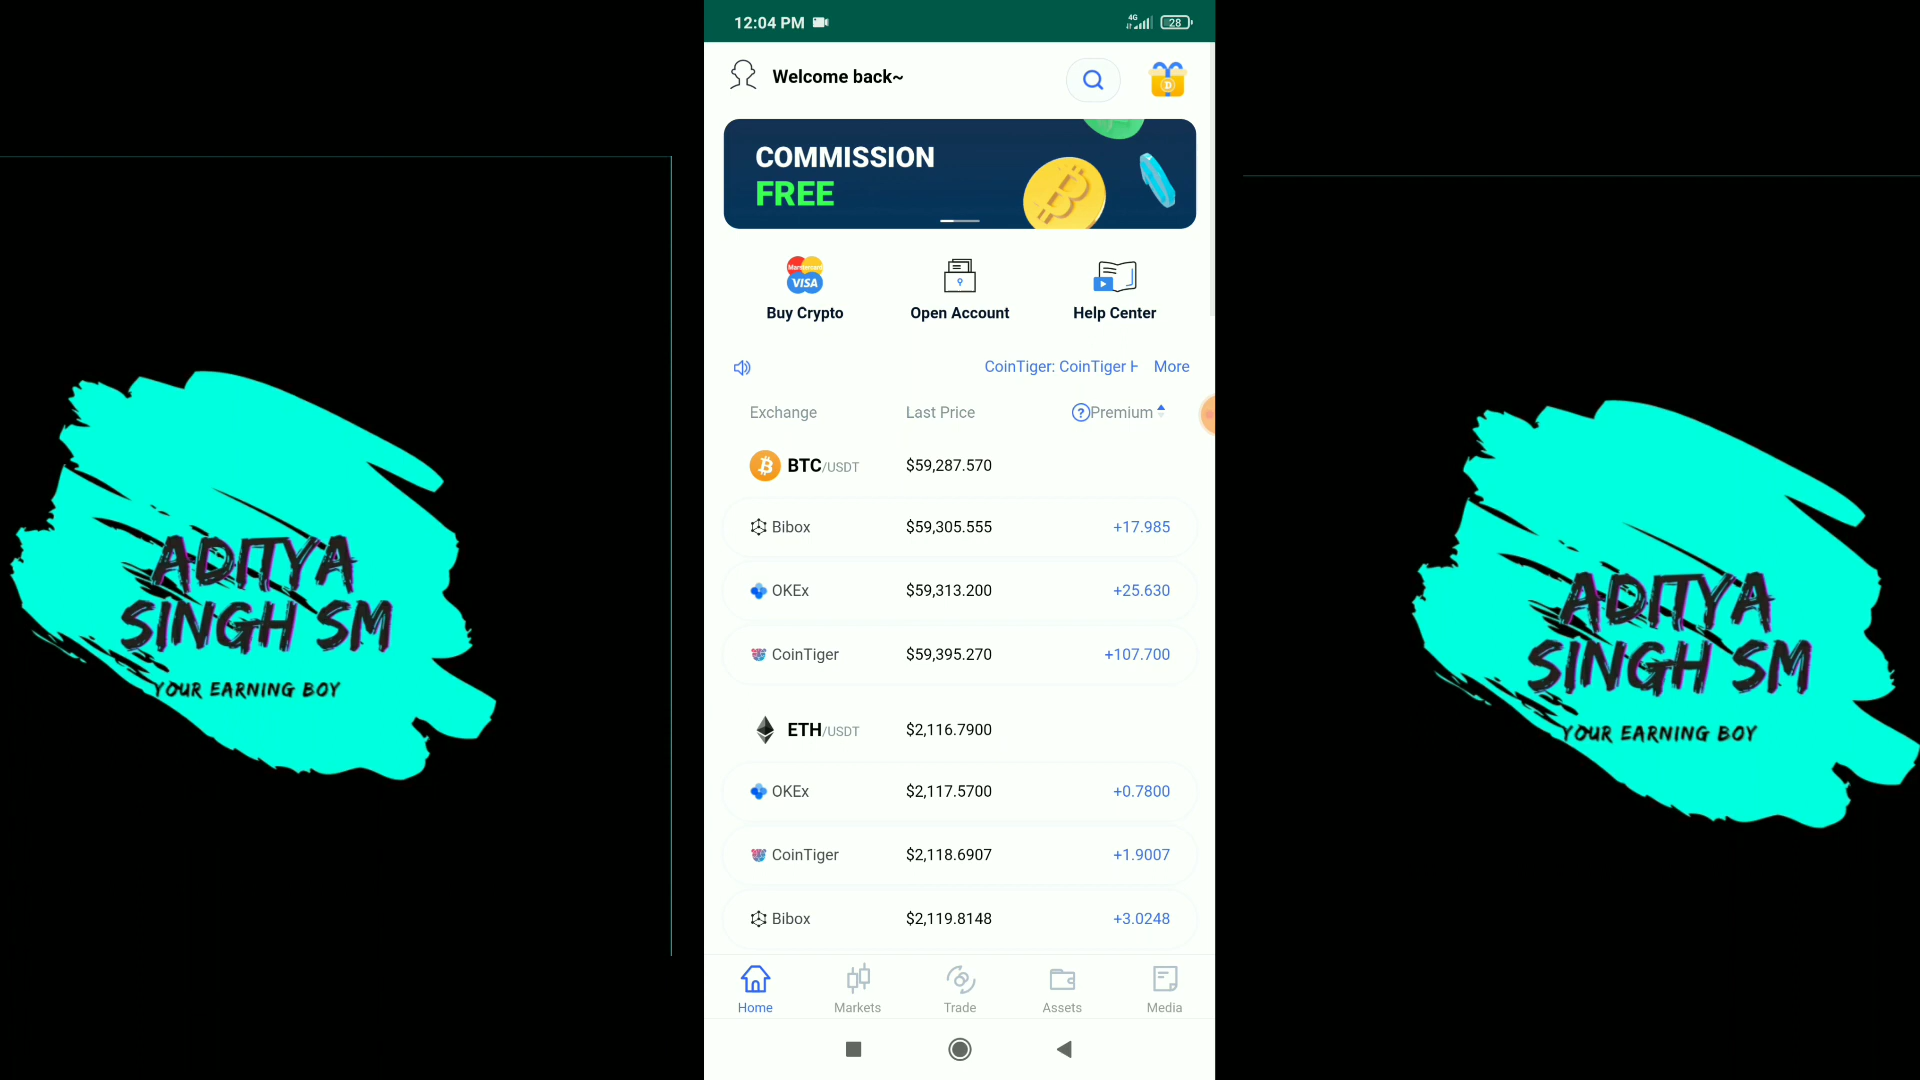 12:04 PM
4G
28
Welcome back~
COMMISSION
FREE
VISA
Buy Crypto
Open Account
Help Center
CoinTiger: CoinTiger
More
Exchange
Last Price
Premium
BTC/USDT
$59,287.570
Bibox
$59,305.555
+17.985
OKEx
$59,313.200
+25.630
CoinTiger
$59,395.270
+107.700
ETH/USDT
$2,116.7900
OKEx
$2,117.5700
+0.7800
CoinTiger
$2,118.6907
+1.9007
Bibox
$2,119.8148
+3.0248
Home
Markets
Trade
Assets
Media
ADITYA
SINGH SM
YOUR EARNING BOY
ADITYA
SINGH SM
YOUR EARNING BOY